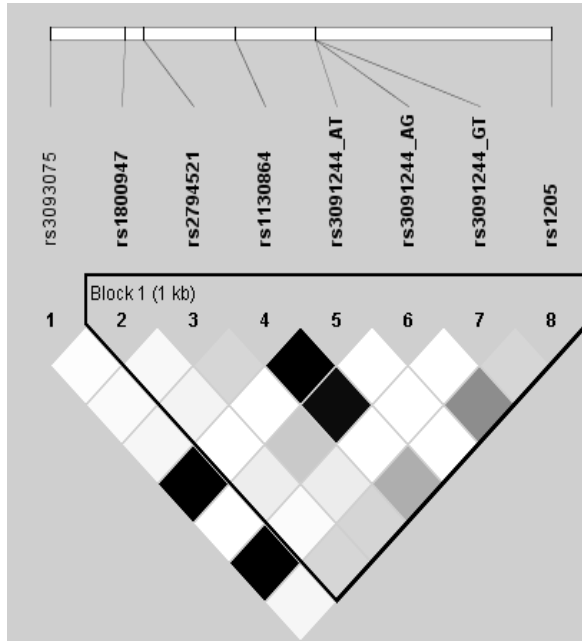 rs3093075
rs1800947
rs2794521
rs1130864
rs3091244_AT
rs3091244_AG
rs3091244_GT
rs1205
Block 1 (1 kb)
1 2 3 4 5 6 7 8